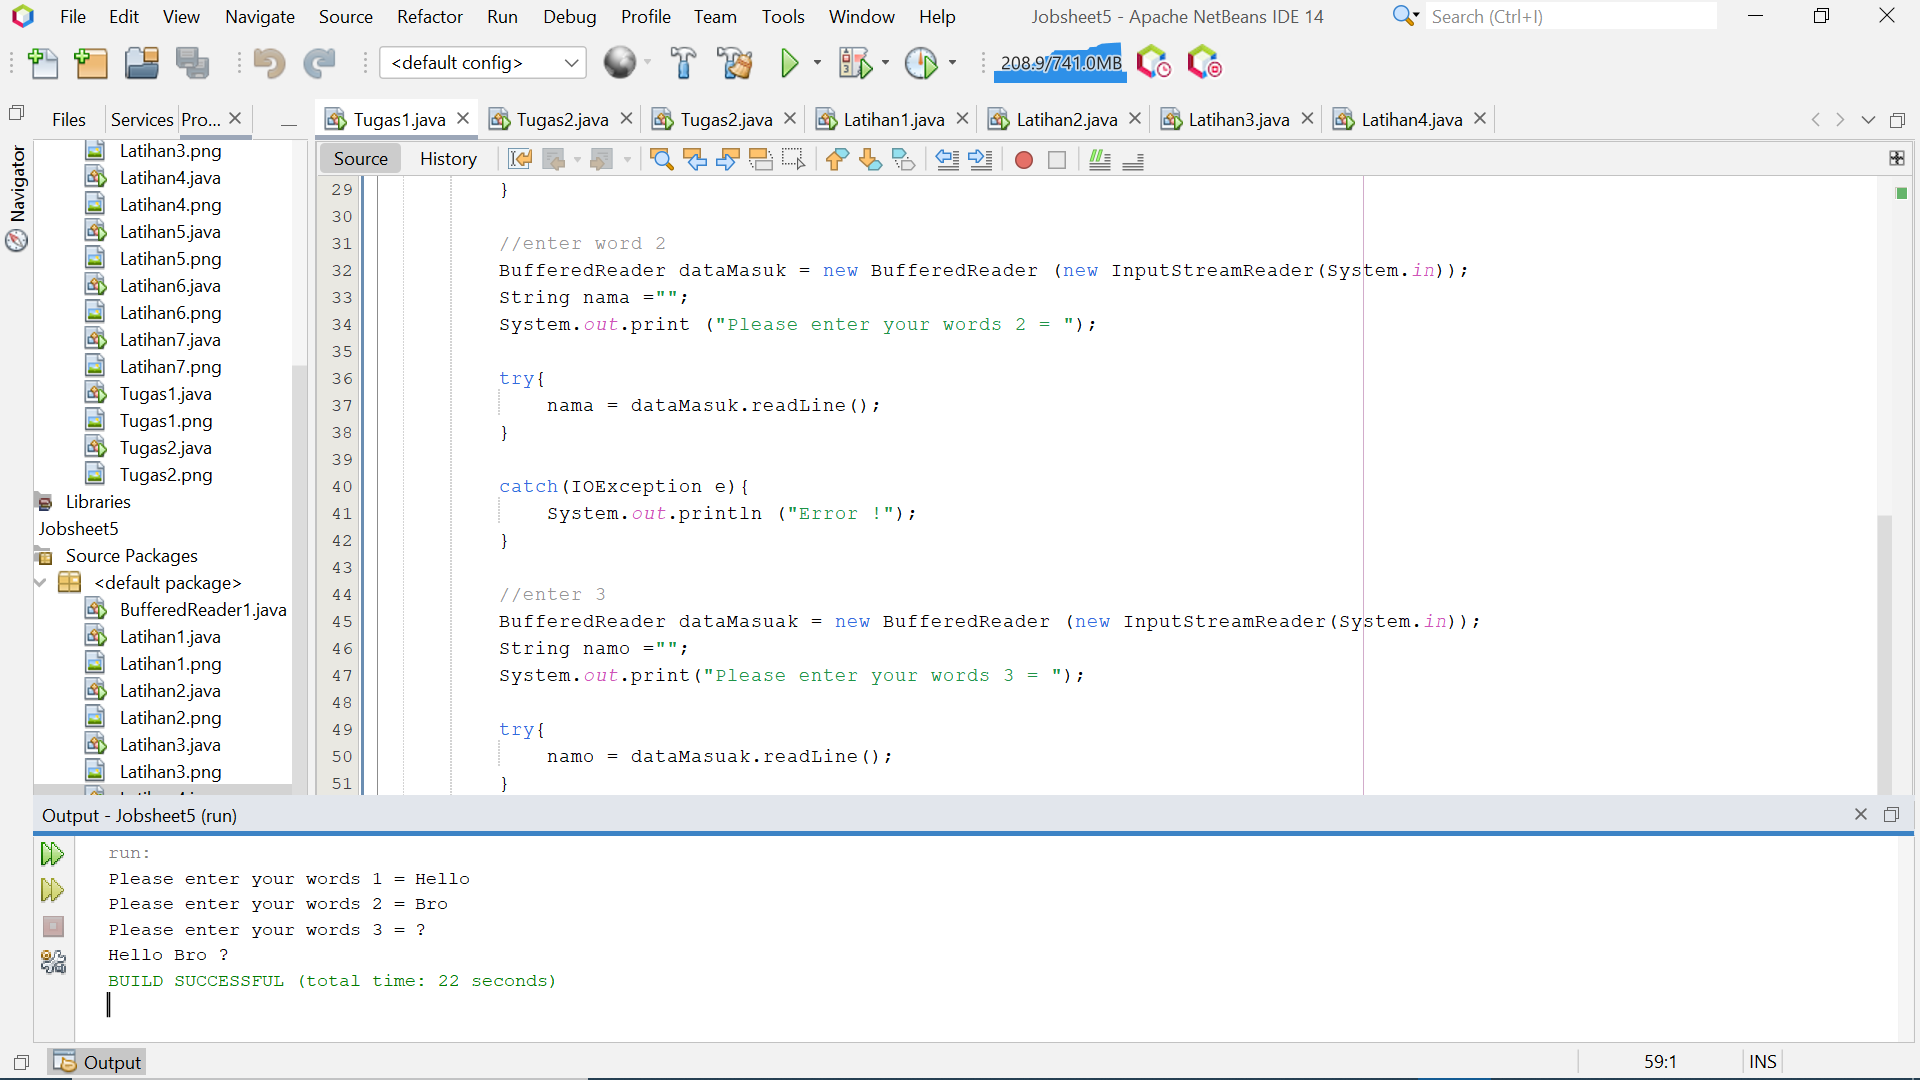 File Edit View Navigate Source Refactor Run Debug Profile Team Tools Window Help
Jobsheet5 - Apache NetBeans IDE 14
Search (Ctrl+I)
<default config>
208.9/741.0MB
Files Services Pro...
Tugas1.java Tugas2.java Tugas2.java Latihan1.java Latihan2.java Latihan3.java Latihan4.java
Navigator
Latihan3.png
Latihan4.java
Latihan4.png
Latihan5.java
Latihan5.png
Latihan6.java
Latihan6.png
Latihan7.java
Latihan7.png
Tugas1.java
Tugas1.png
Tugas2.java
Tugas2.png
Libraries
Jobsheet5
Source Packages
<default package>
BufferedReader1.java
Latihan1.java
Latihan1.png
Latihan2.java
Latihan2.png
Latihan3.java
Latihan3.png
Source History
29 }
30
31 //enter word 2
32 BufferedReader dataMasuk = new BufferedReader (new InputStreamReader(System.in));
33 String nama ="";
34 System.out.print ("Please enter your words 2 = ");
35
36 try{
37 nama = dataMasuk.readLine();
38 }
39
40 catch(IOException e){
41 System.out.println ("Error !");
42 }
43
44 //enter 3
45 BufferedReader dataMasuak = new BufferedReader (new InputStreamReader(System.in));
46 String namo ="";
47 System.out.print("Please enter your words 3 = ");
48
49 try{
50 namo = dataMasuak.readLine();
51 }
Output - Jobsheet5 (run)
run:
Please enter your words 1 = Hello
Please enter your words 2 = Bro
Please enter your words 3 = ?
Hello Bro ?
BUILD SUCCESSFUL (total time: 22 seconds)
Output
59:1 INS